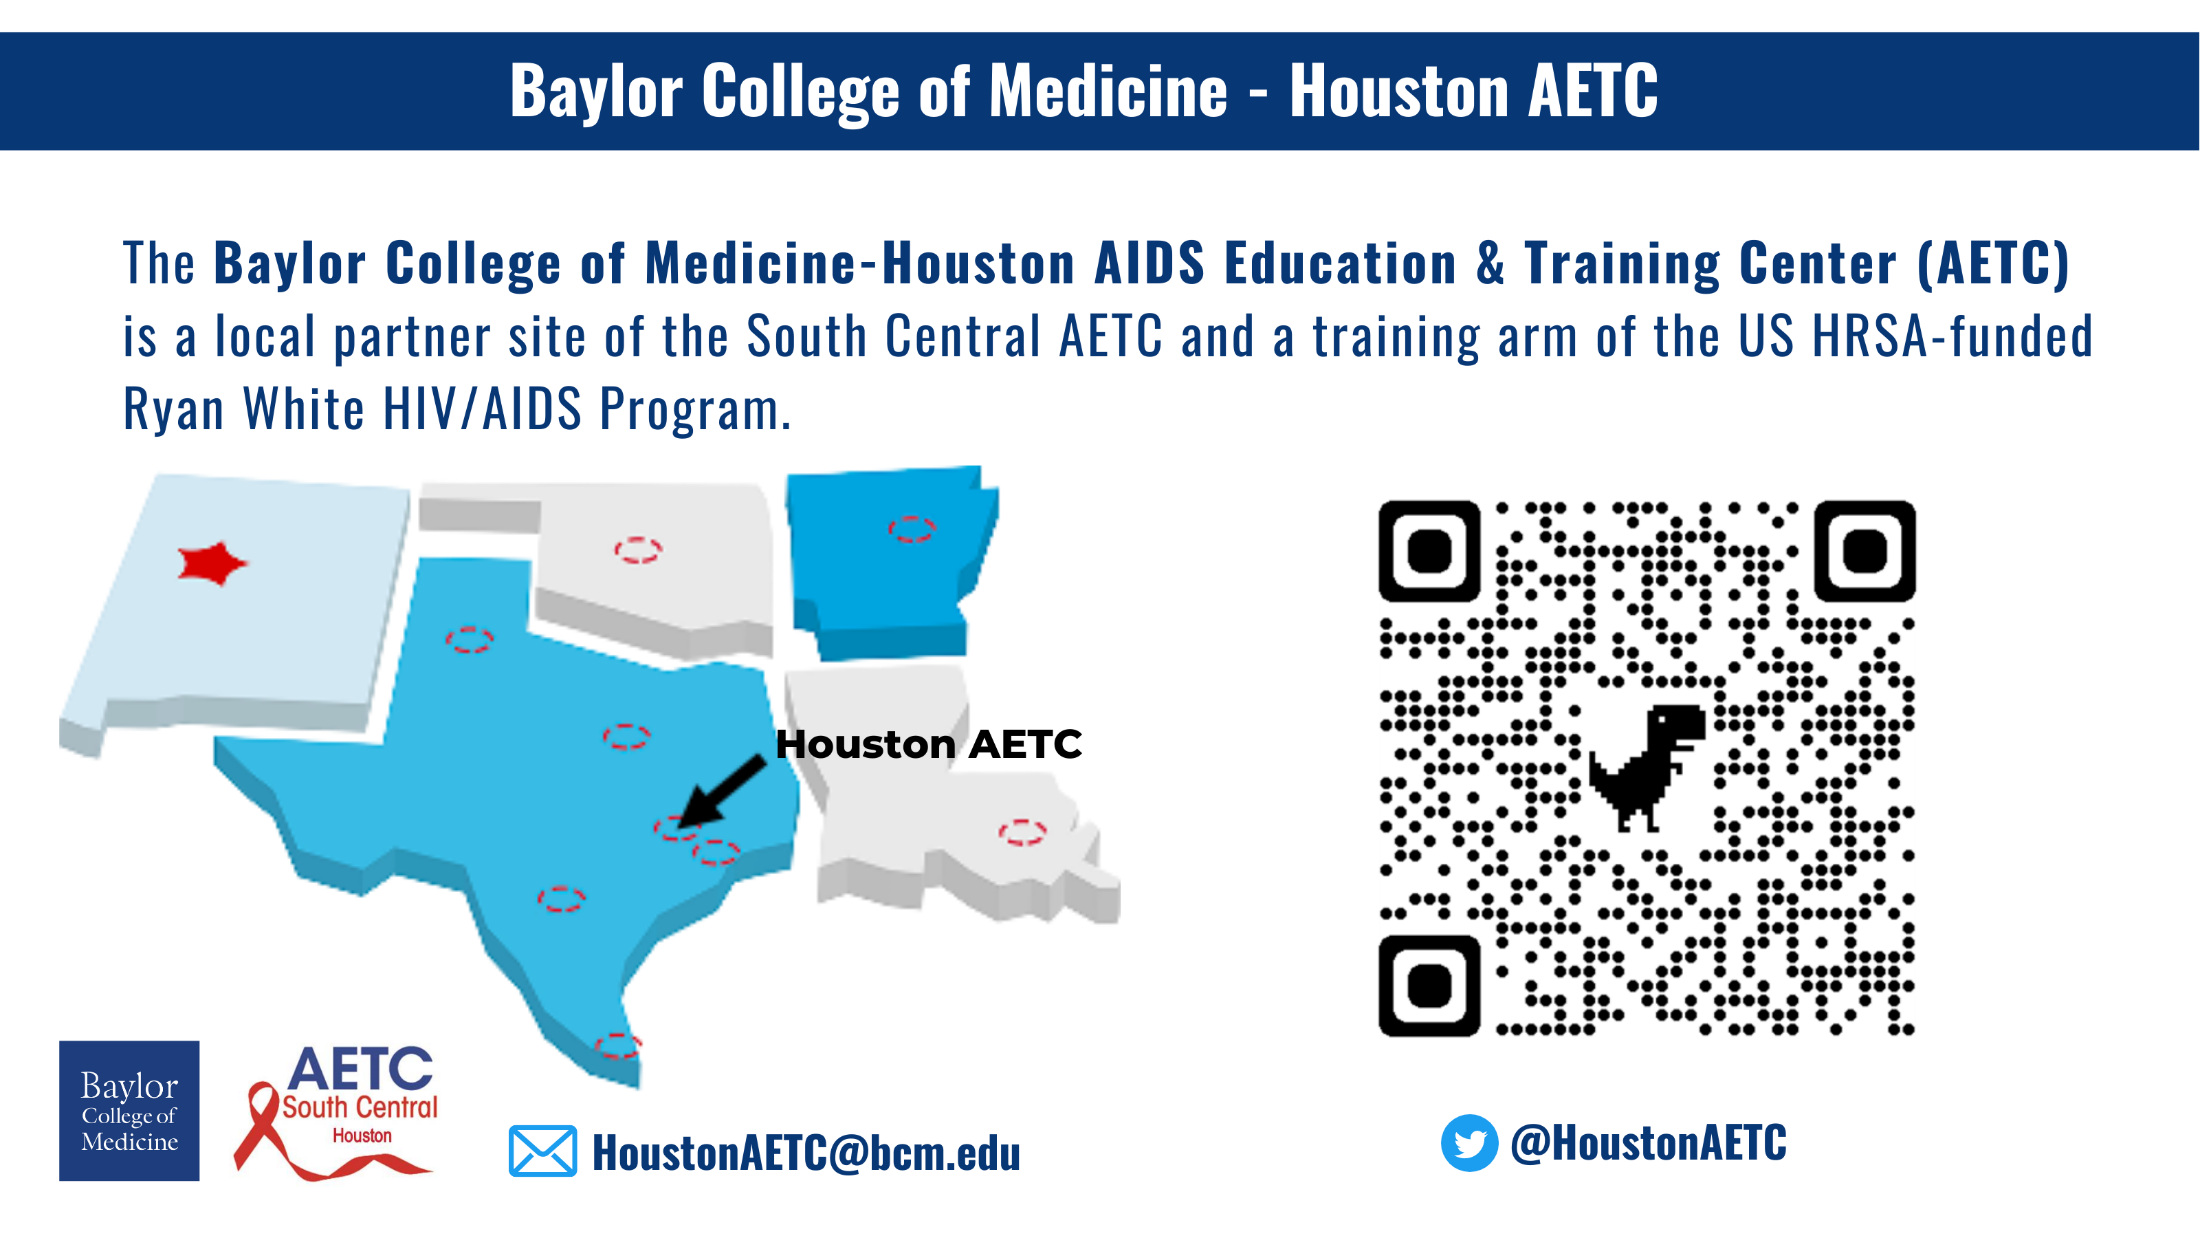 Baylor College of Medicine - Houston AETC
The Baylor College of Medicine-Houston AIDS Education & Training Center (AETC)
is a local partner site of the South Central AETC and a training arm of the US HRSA-funded
Ryan White HIV/AIDS Program.
Houston AETC
Baylor
College of
Medicine
AETC
South Central
Houston
HoustonAETC@bcm.edu
@HoustonAETC